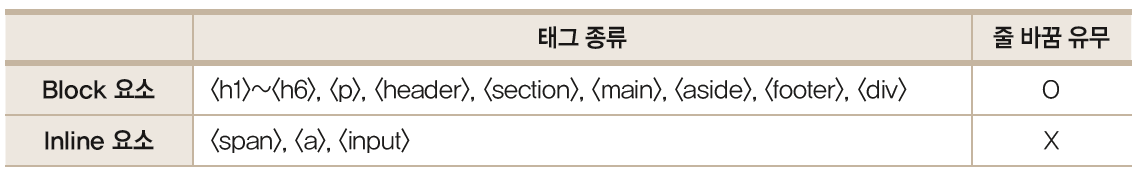 태그 종류 줄 바꿈 유무
Block 요소 〈h1〉~〈h6〉, 〈p〉, 〈header〉, 〈section〉, 〈main〉, 〈aside〉, 〈footer〉, 〈div〉 O
Inline 요소 〈span〉, 〈a〉, 〈input〉 X